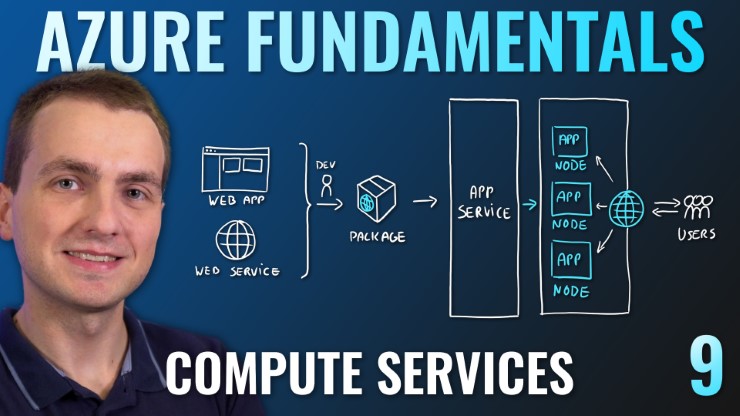 AZURE FUNDAMENTALS
WEB APP
WEB SERVICE
DEV
PACKAGE
APP
SERVICE
APP
NODE
APP
NODE
APP
NODE
USERS
COMPUTE SERVICES
9